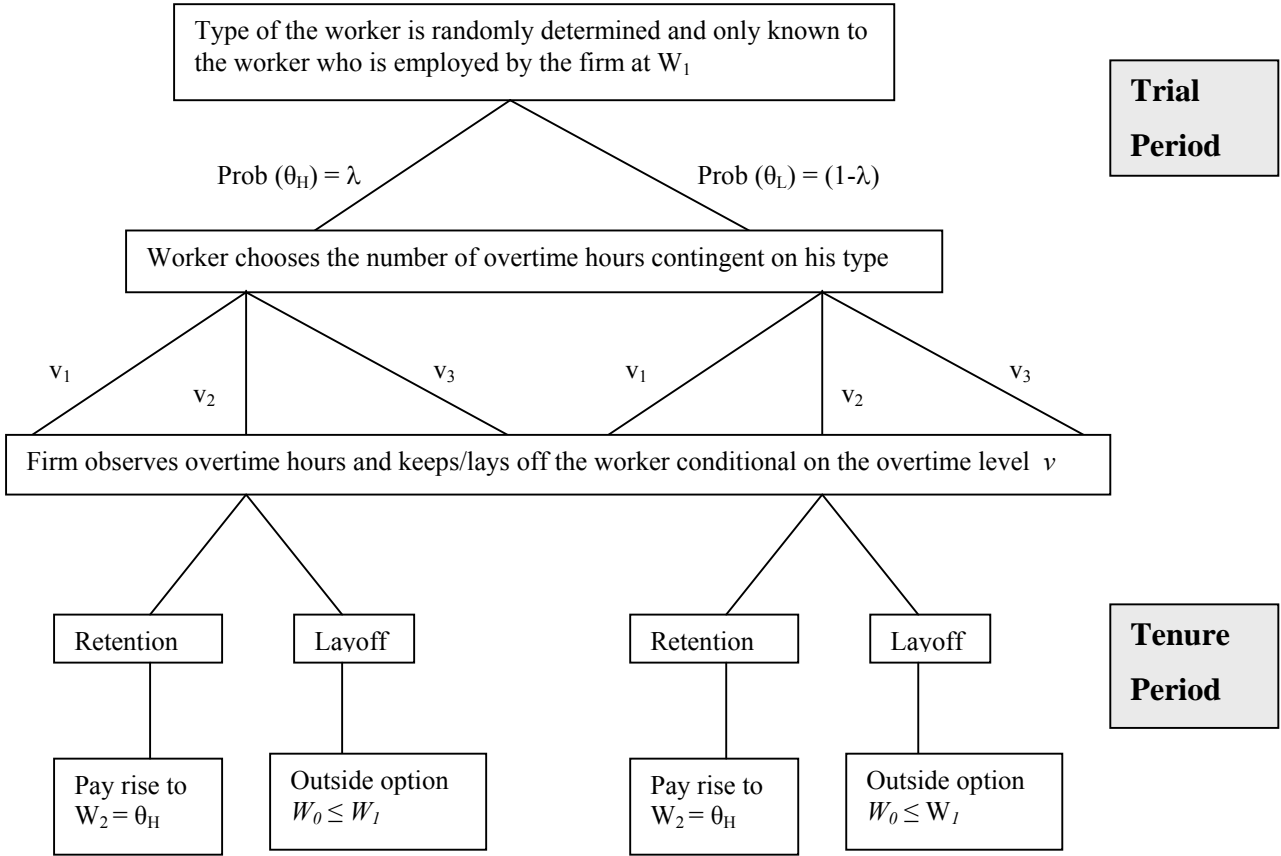 Type of the worker is randomly determined and only known to
the worker who is employed by the firm at W₁
Trial
Period
Prob (θ_H) = λ
Prob (θ_L) = (1-λ)
Worker chooses the number of overtime hours contingent on his type
v₁
v₂
v₃
v₁
v₂
v₃
Firm observes overtime hours and keeps/lays off the worker conditional on the overtime level v
Retention
Layoff
Retention
Layoff
Tenure
Period
Pay rise to
W₂ = θ_H
Outside option
W₀ ≤ W₁
Pay rise to
W₂ = θ_H
Outside option
W₀ ≤ W₁